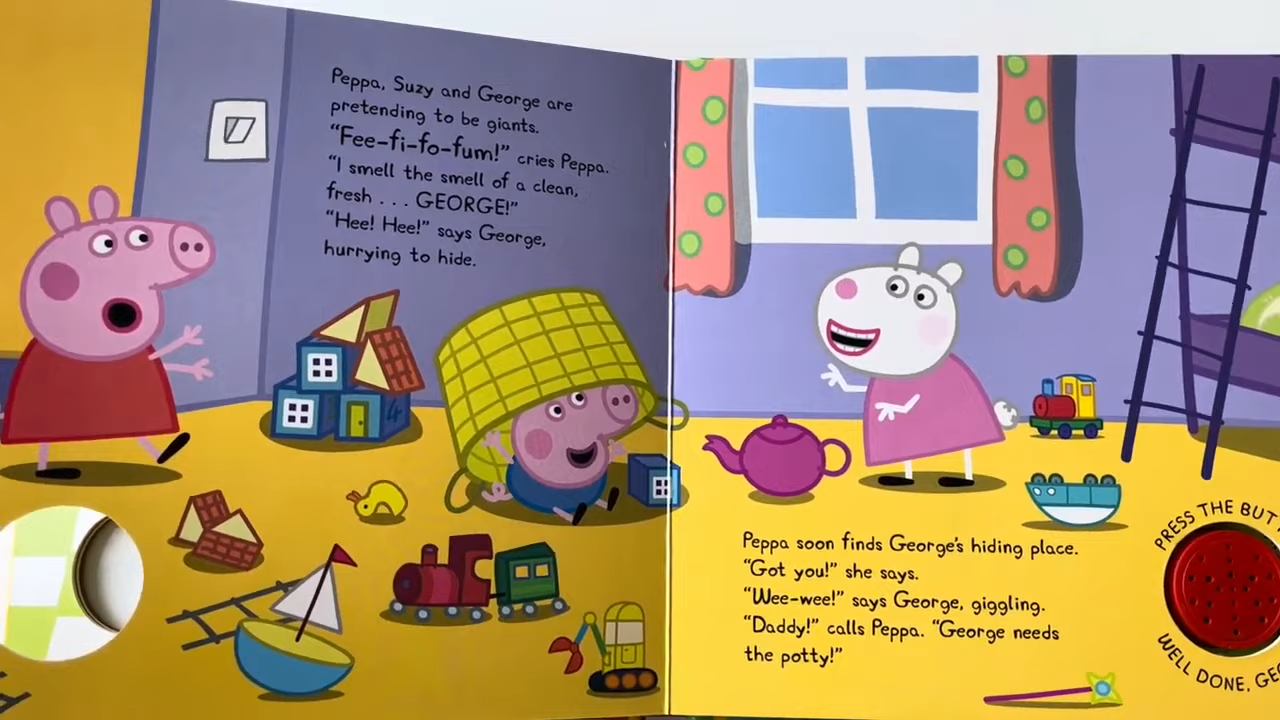 Peppa, Suzy and George are
pretending to be giants.
"Fee-fi-fo-fum!" cries Peppa.
"I smell the smell of a clean,
fresh . . . GEORGE!"
"Hee! Hee!" says George,
hurrying to hide.
4
Peppa soon finds George's hiding place.
"Got you!" she says.
"Wee-wee!" says George, giggling.
"Daddy!" calls Peppa. "George needs
the potty!"
PRESS THE
WELL DONE,